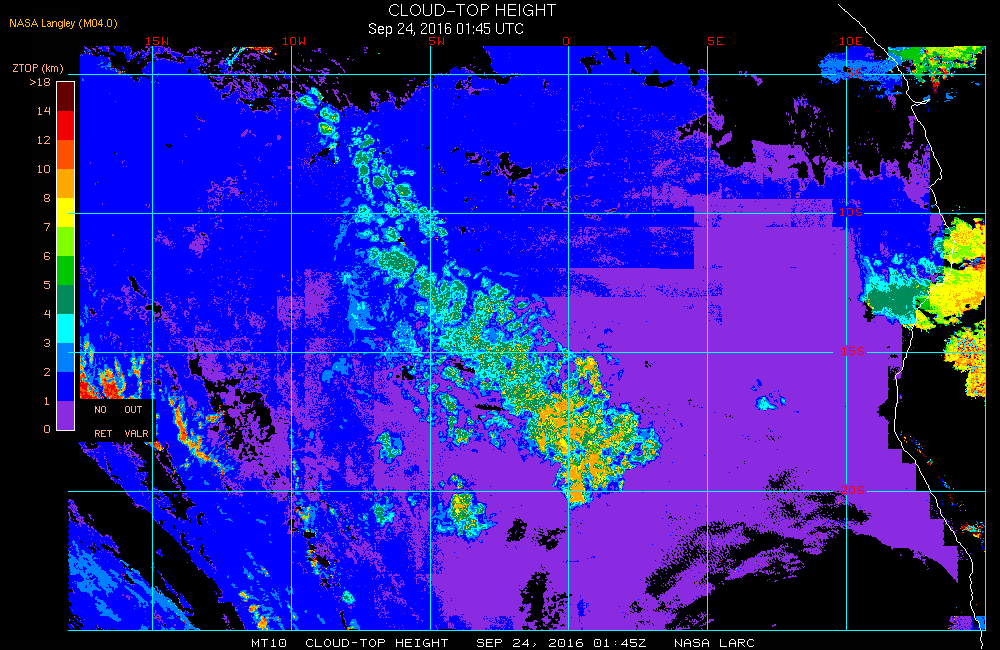 CLOUD-TOP HEIGHT
NASA Langley (M04.0)
Sep 24, 2016 01:45 UTC
15W 10W 5W 0 5E 10E
ZTOP (km)
>18
14
12
10
8
7
6
5
4
3
2
1
0
10S
15S
20S
NO OUT
RET VALR
MT10 CLOUD-TOP HEIGHT SEP 24, 2016 01:45Z NASA LARC